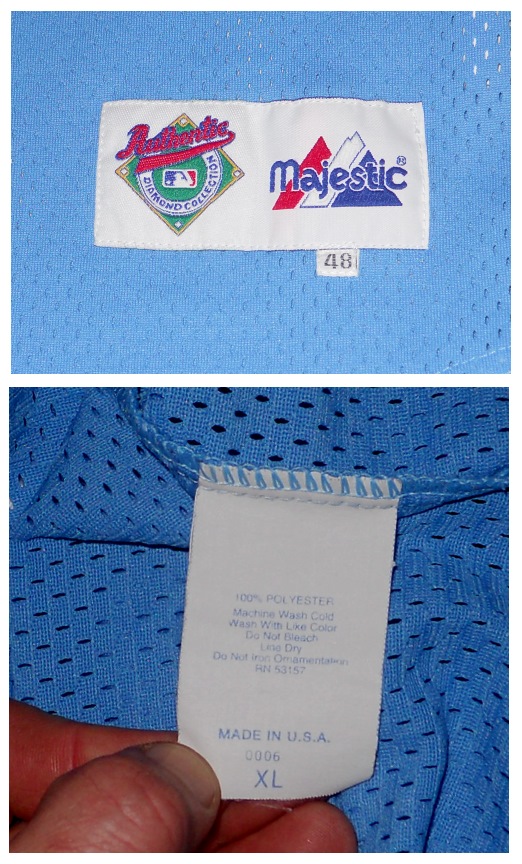 Authentic
DIAMOND COLLECTION
Majestic®
48
100% POLYESTER
Machine Wash Cold
Wash With Like Color
Do Not Bleach
Line Dry
Do Not Iron Ornamentation
RN 53157
MADE IN U.S.A.
0006
XL